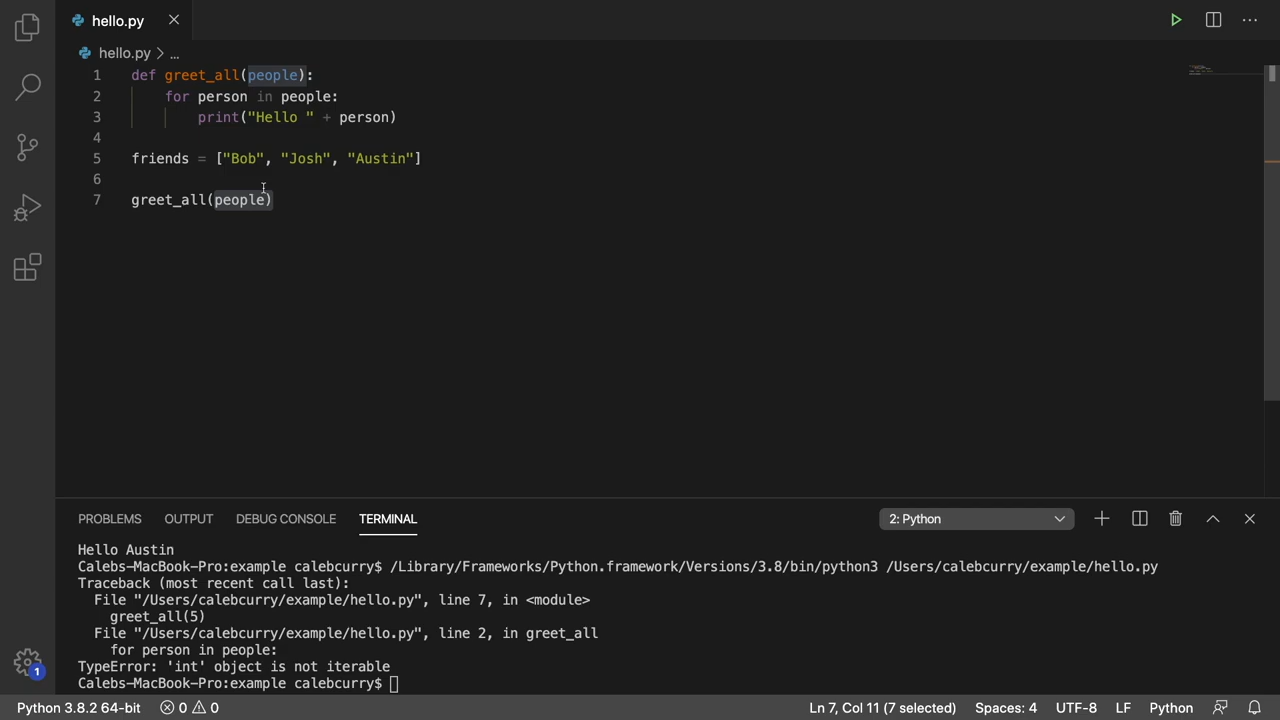 hello.py
hello.py > ...
1 def greet_all(people):
2 for person in people:
3 print("Hello " + person)
4
5 friends = ["Bob", "Josh", "Austin"]
6
7 greet_all(people)
PROBLEMS OUTPUT DEBUG CONSOLE TERMINAL 2: Python
Hello Austin
Calebs-MacBook-Pro:example calebcurry$ /Library/Frameworks/Python.framework/Versions/3.8/bin/python3 /Users/calebcurry/example/hello.py
Traceback (most recent call last):
File "/Users/calebcurry/example/hello.py", line 7, in <module>
greet_all(5)
File "/Users/calebcurry/example/hello.py", line 2, in greet_all
for person in people:
TypeError: 'int' object is not iterable
Calebs-MacBook-Pro:example calebcurry$
1
Python 3.8.2 64-bit 0 0 Ln 7, Col 11 (7 selected) Spaces: 4 UTF-8 LF Python